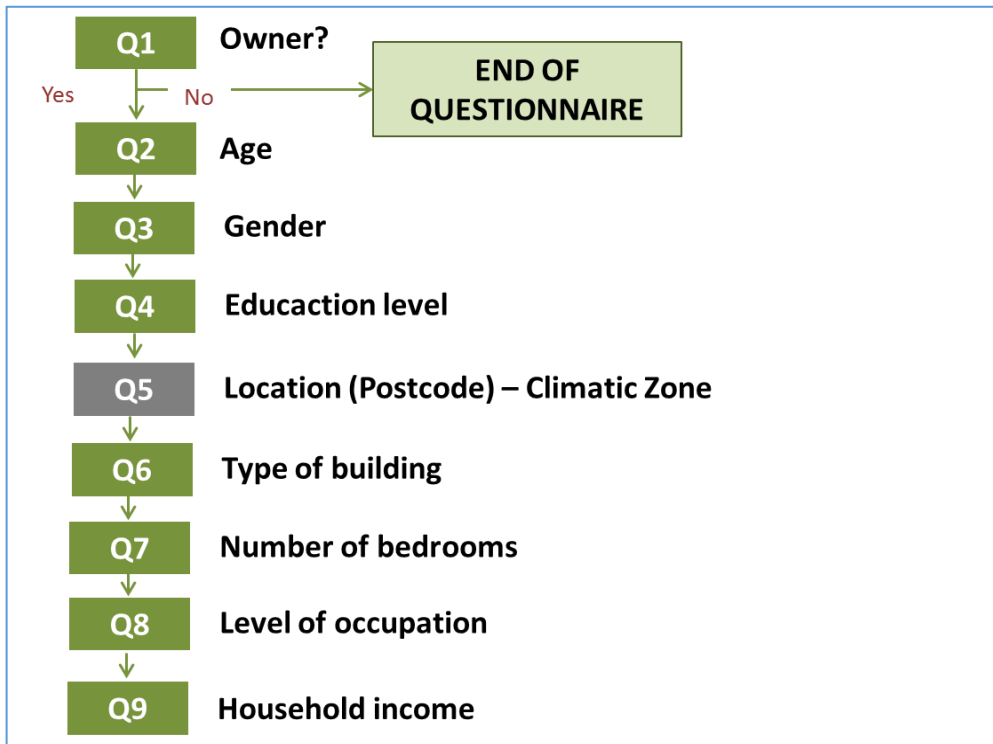 Q1 Owner?
Yes No
END OF
QUESTIONNAIRE
Q2 Age
Q3 Gender
Q4 Educaction level
Q5 Location (Postcode) – Climatic Zone
Q6 Type of building
Q7 Number of bedrooms
Q8 Level of occupation
Q9 Household income